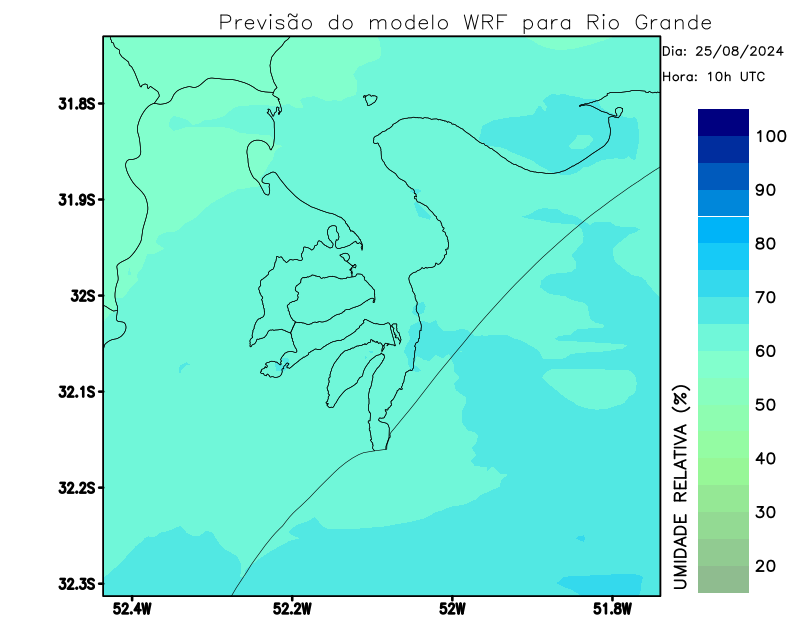 Previsão do modelo WRF para Rio Grande
Dia: 25/08/2024
Hora: 10h UTC
31.8S
31.9S
32S
32.1S
32.2S
32.3S
52.4W
52.2W
52W
51.8W
100
90
80
70
60
50
40
30
20
UMIDADE RELATIVA (%)